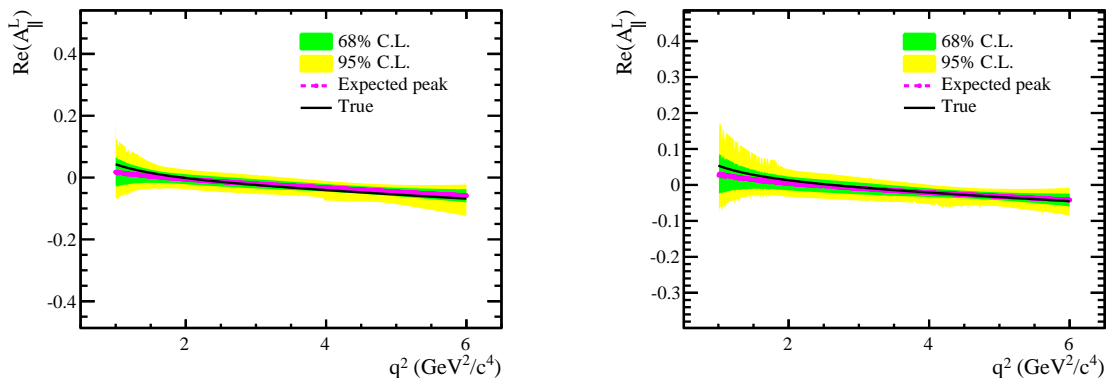 Re(A∥ᴸ)
0.4
0.2
0
-0.2
-0.4
68% C.L.
95% C.L.
Expected peak
True
2
4
6
q² (GeV²/c⁴)
Re(A∥ᴸ)
0.4
0.3
0.2
0.1
0
-0.1
-0.2
-0.3
68% C.L.
95% C.L.
Expected peak
True
2
4
6
q² (GeV²/c⁴)